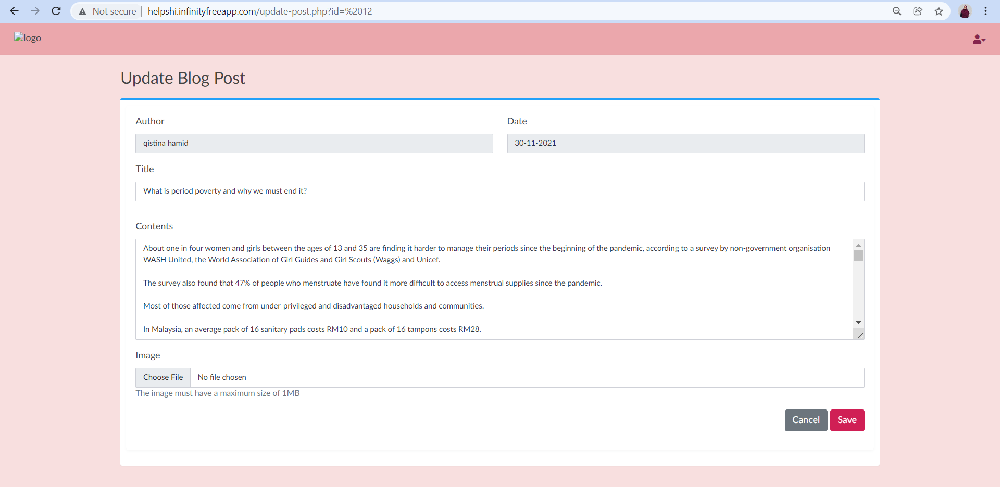 Not secure | helpshi.infinityfreeapp.com/update-post.php?id=%2012
logo
Update Blog Post
Author
Date
qistina hamid
30-11-2021
Title
What is period poverty and why we must end it?
Contents
About one in four women and girls between the ages of 13 and 35 are finding it harder to manage their periods since the beginning of the pandemic, according to a survey by non-government organisation
WASH United, the World Association of Girl Guides and Girl Scouts (Waggs) and Unicef.
The survey also found that 47% of people who menstruate have found it more difficult to access menstrual supplies since the pandemic.
Most of those affected come from under-privileged and disadvantaged households and communities.
In Malaysia, an average pack of 16 sanitary pads costs RM10 and a pack of 16 tampons costs RM28.
Image
Choose File No file chosen
The image must have a maximum size of 1MB
Cancel Save